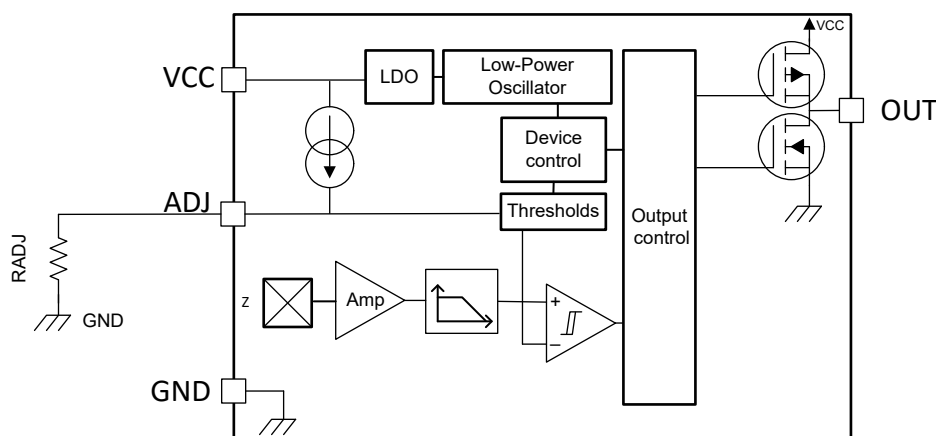 VCC
VCC
LDO
Low-Power
Oscillator
OUT
Device
control
ADJ
Thresholds
Output
control
RADJ
GND
Z
Amp
+
−
GND